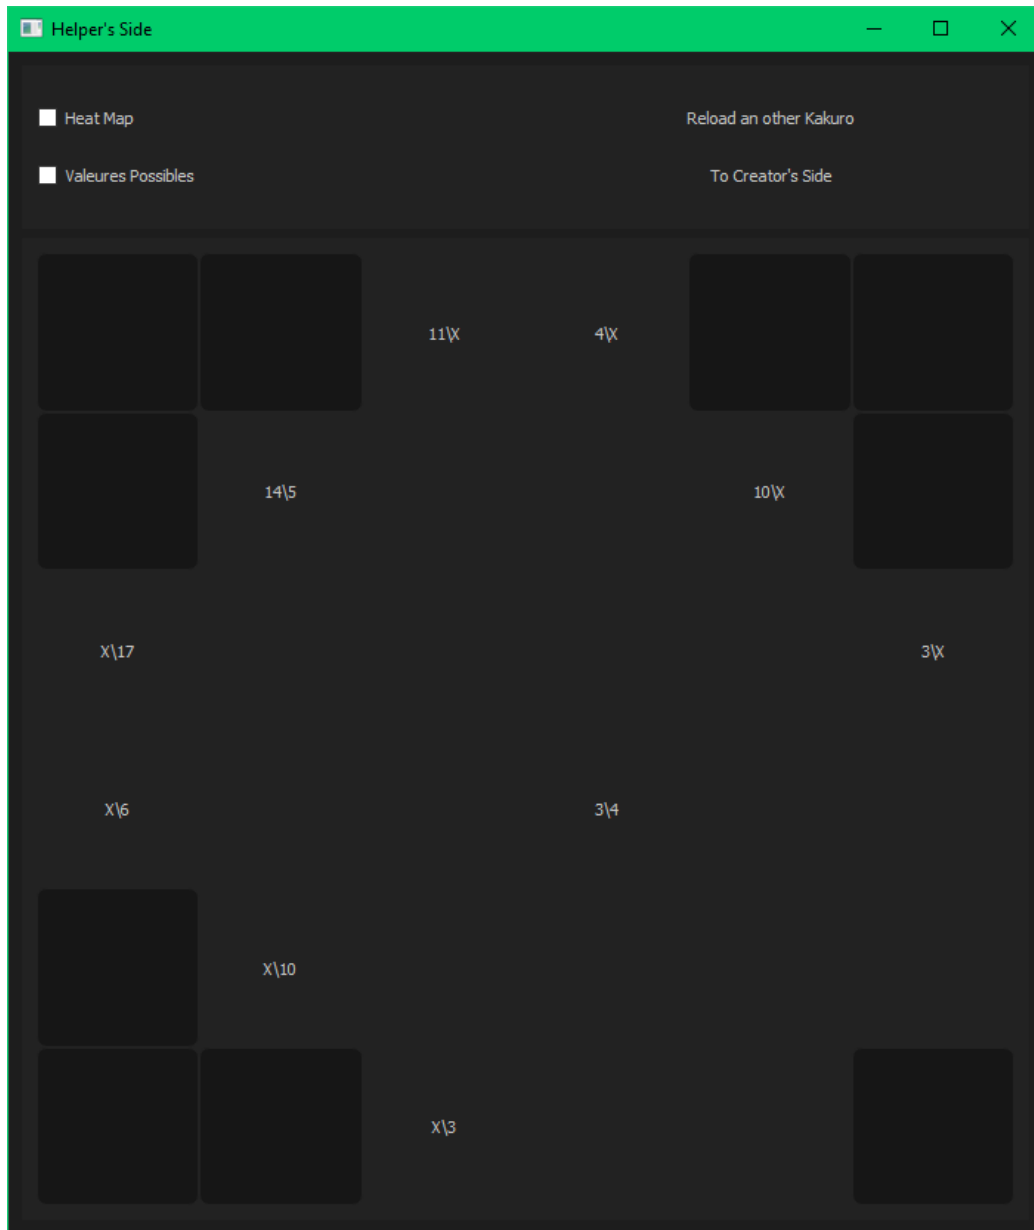 Helper's Side
Heat Map
Reload an other Kakuro
Valeures Possibles
To Creator's Side
11\X
4\X
14\5
10\X
X\17
3\X
X\6
3\4
X\10
X\3